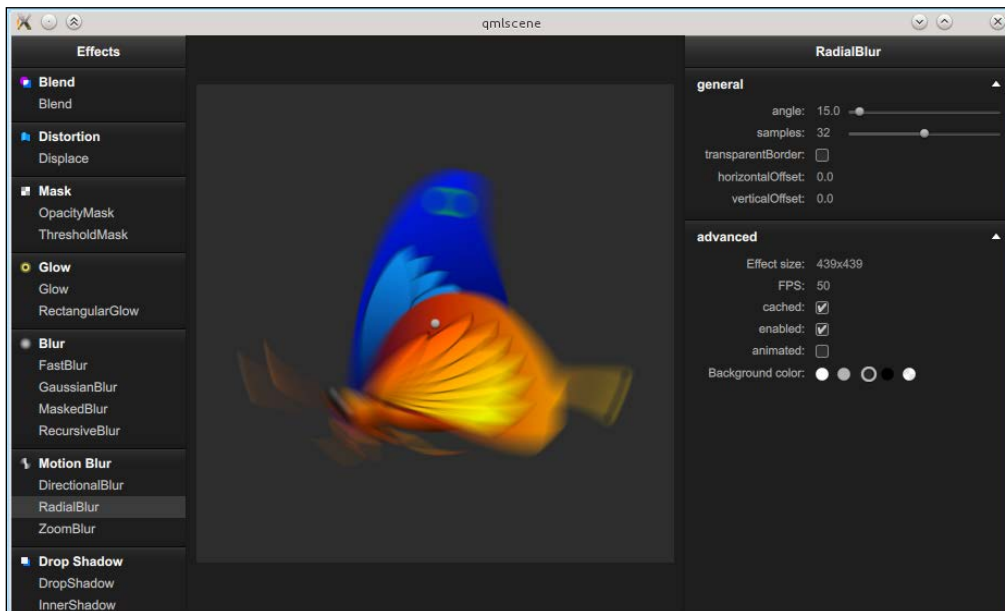 qmlscene
Effects
Blend
Blend
Distortion
Displace
Mask
OpacityMask
ThresholdMask
Glow
Glow
RectangularGlow
Blur
FastBlur
GaussianBlur
MaskedBlur
RecursiveBlur
Motion Blur
DirectionalBlur
RadialBlur
ZoomBlur
Drop Shadow
DropShadow
InnerShadow
RadialBlur
general
angle: 15.0
samples: 32
transparentBorder:
horizontalOffset: 0.0
verticalOffset: 0.0
advanced
Effect size: 439x439
FPS: 50
cached:
enabled:
animated:
Background color: